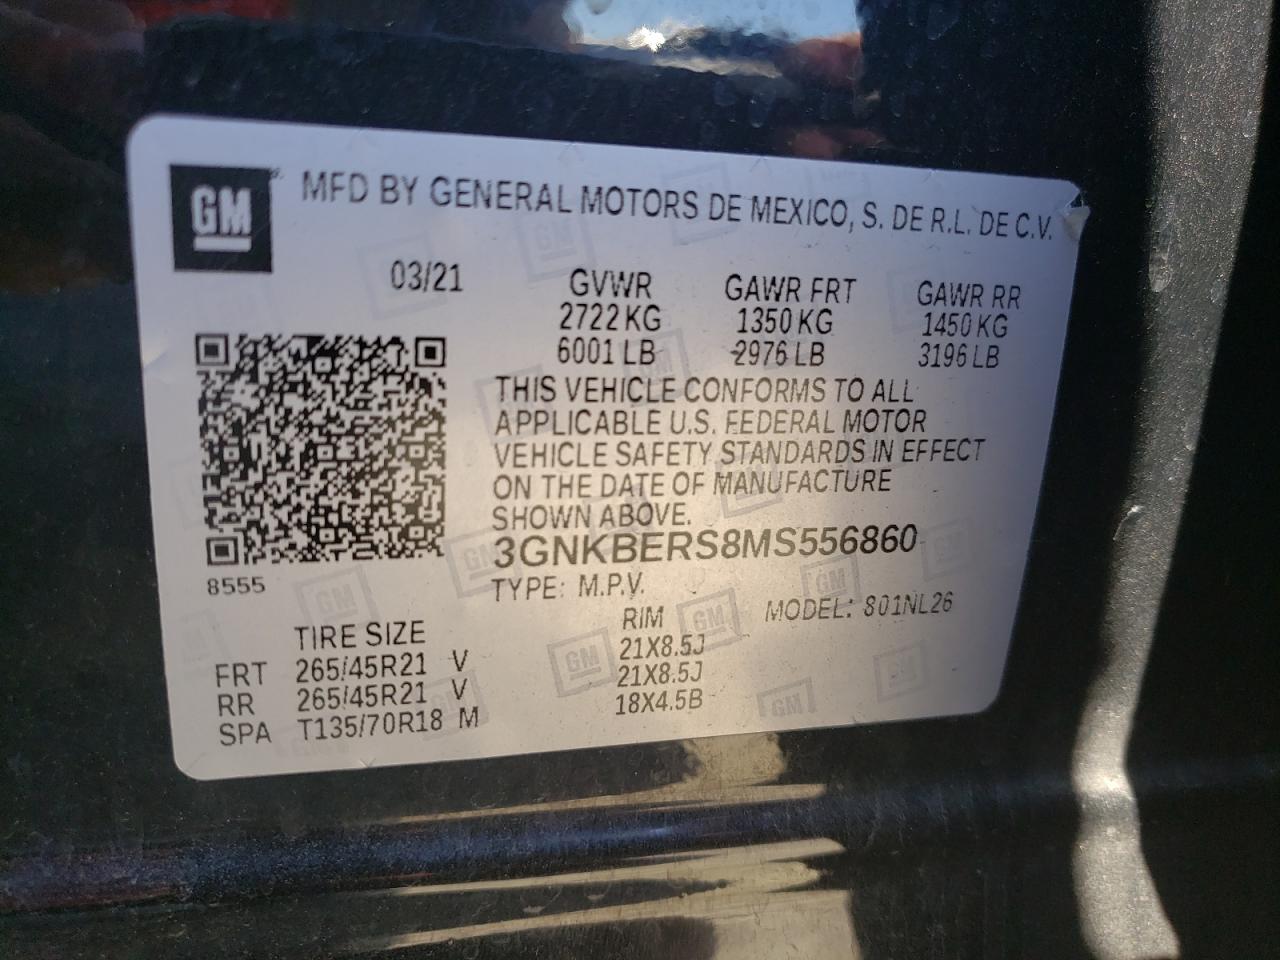 GM MFD BY GENERAL MOTORS DE MEXICO, S. DE R.L. DE C.V.
03/21 GVWR GAWR FRT GAWR RR
2722 KG 1350 KG 1450 KG
6001 LB 2976 LB 3196 LB
THIS VEHICLE CONFORMS TO ALL
APPLICABLE U.S. FEDERAL MOTOR
VEHICLE SAFETY STANDARDS IN EFFECT
ON THE DATE OF MANUFACTURE
SHOWN ABOVE.
3GNKBERS8MS556860
8555 TYPE: M.P.V. MODEL: 801NL26
TIRE SIZE RIM
FRT 265/45R21 V 21X8.5J
RR 265/45R21 V 21X8.5J
SPA T135/70R18 M 18X4.5B